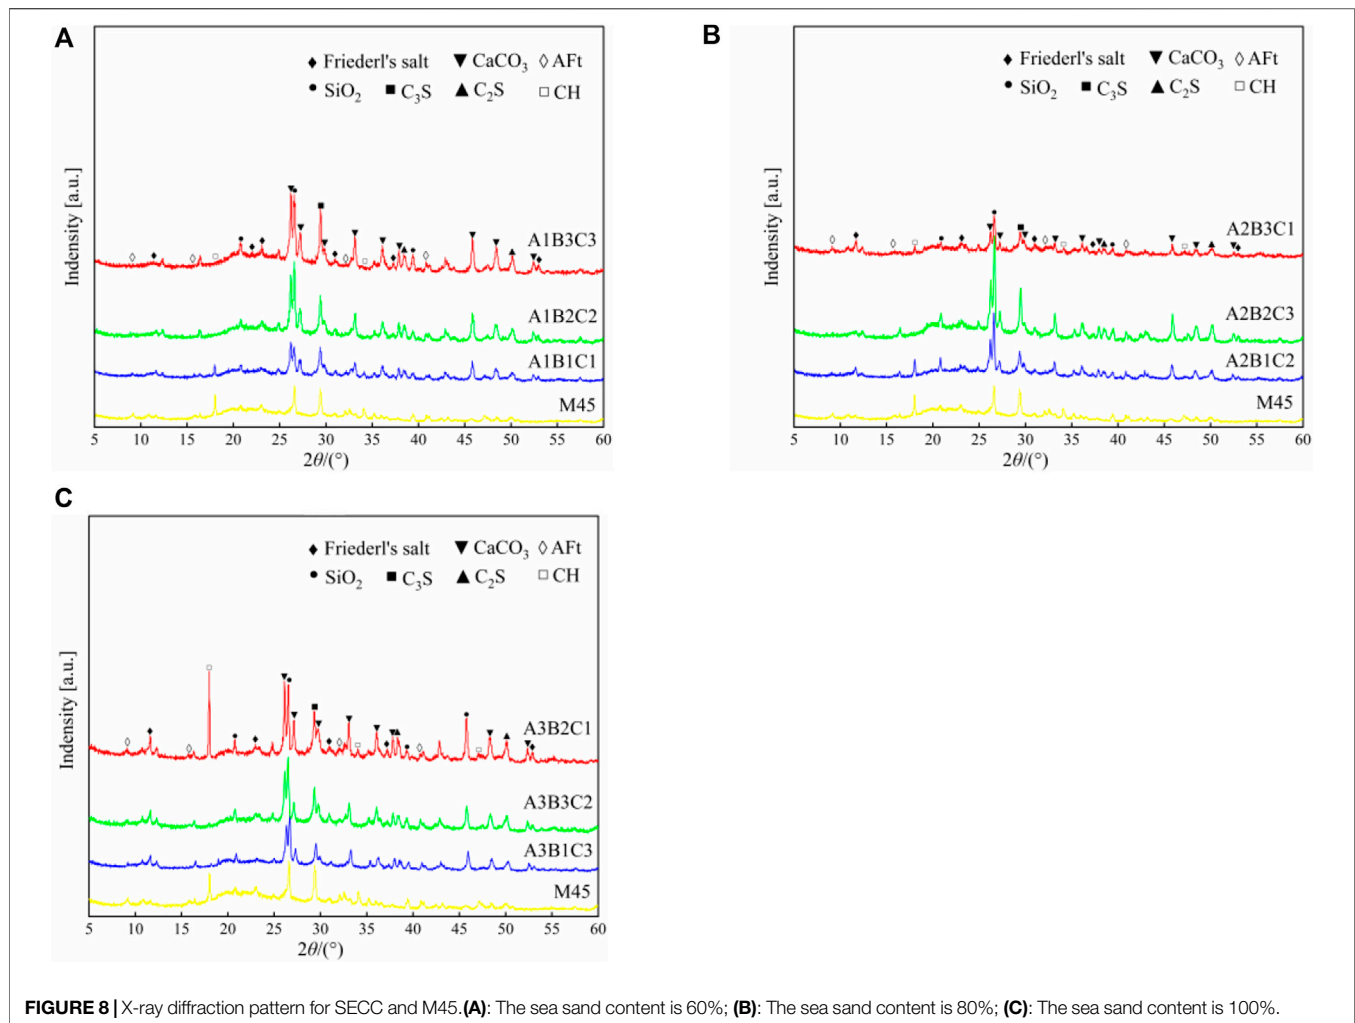 A
♦ Friederl's salt ▼ CaCO₃ ◊ AFt
● SiO₂ ■ C₃S ▲ C₂S □ CH
Indensity [a.u.]
A1B3C3
A1B2C2
A1B1C1
M45
5 10 15 20 25 30 35 40 45 50 55 60
2θ/(°)
B
♦ Friederl's salt ▼ CaCO₃ ◊ AFt
● SiO₂ ■ C₃S ▲ C₂S □ CH
Indensity [a.u.]
A2B3C1
A2B2C3
A2B1C2
M45
5 10 15 20 25 30 35 40 45 50 55 60
2θ/(°)
C
♦ Friederl's salt ▼ CaCO₃ ◊ AFt
● SiO₂ ■ C₃S ▲ C₂S □ CH
Indensity [a.u.]
A3B2C1
A3B3C2
A3B1C3
M45
5 10 15 20 25 30 35 40 45 50 55 60
2θ/(°)
FIGURE 8 | X-ray diffraction pattern for SECC and M45.(A): The sea sand content is 60%; (B): The sea sand content is 80%; (C): The sea sand content is 100%.